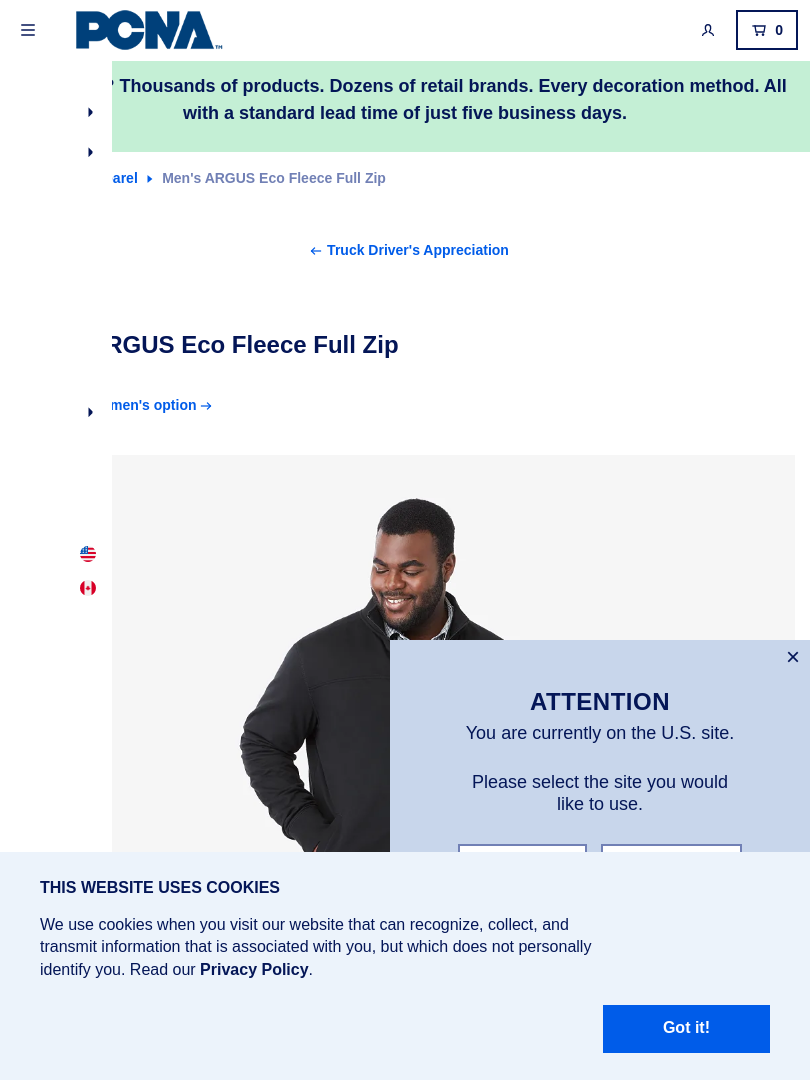 PCNA™
0
? Thousands of products. Dozens of retail brands. Every decoration method. All
with a standard lead time of just five business days.
arel Men's ARGUS Eco Fleece Full Zip
Truck Driver's Appreciation
RGUS Eco Fleece Full Zip
men's option
ATTENTION
You are currently on the U.S. site.
Please select the site you would
like to use.
THIS WEBSITE USES COOKIES
We use cookies when you visit our website that can recognize, collect, and
transmit information that is associated with you, but which does not personally
identify you. Read our Privacy Policy.
Got it!